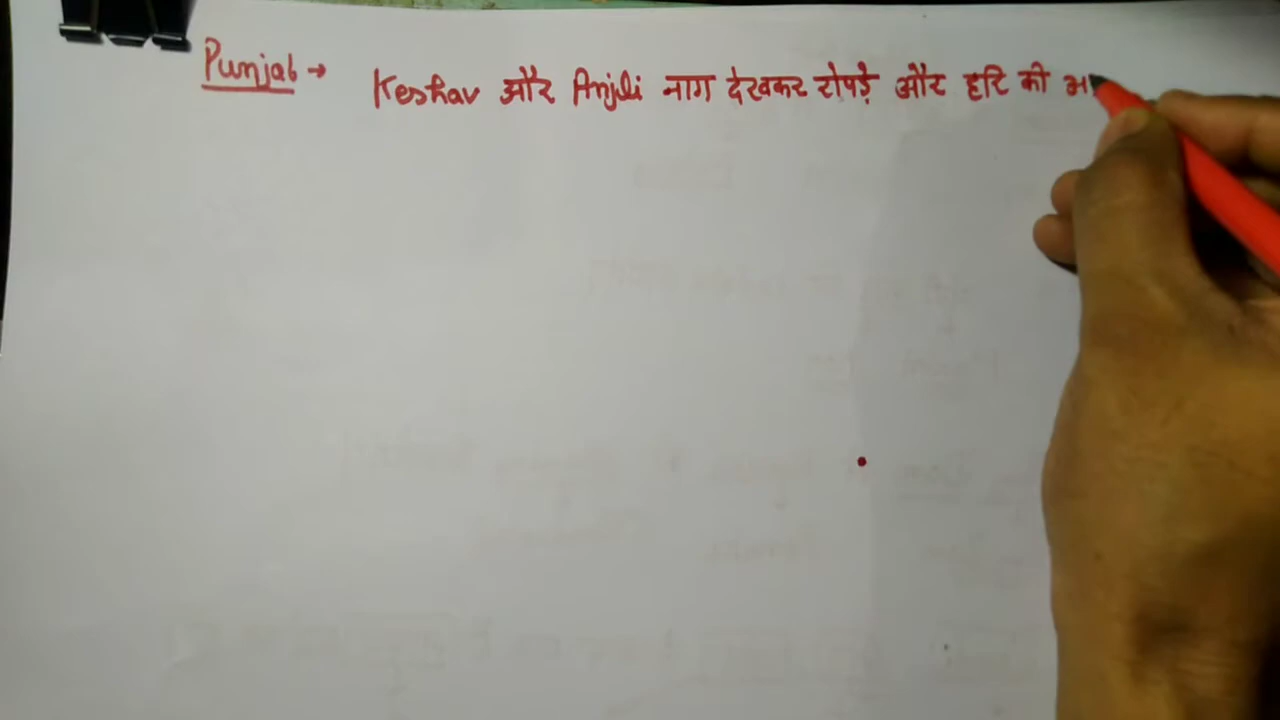 Punjab → Keshav और Anjli नाग देखकर रोपड़े और हरि की